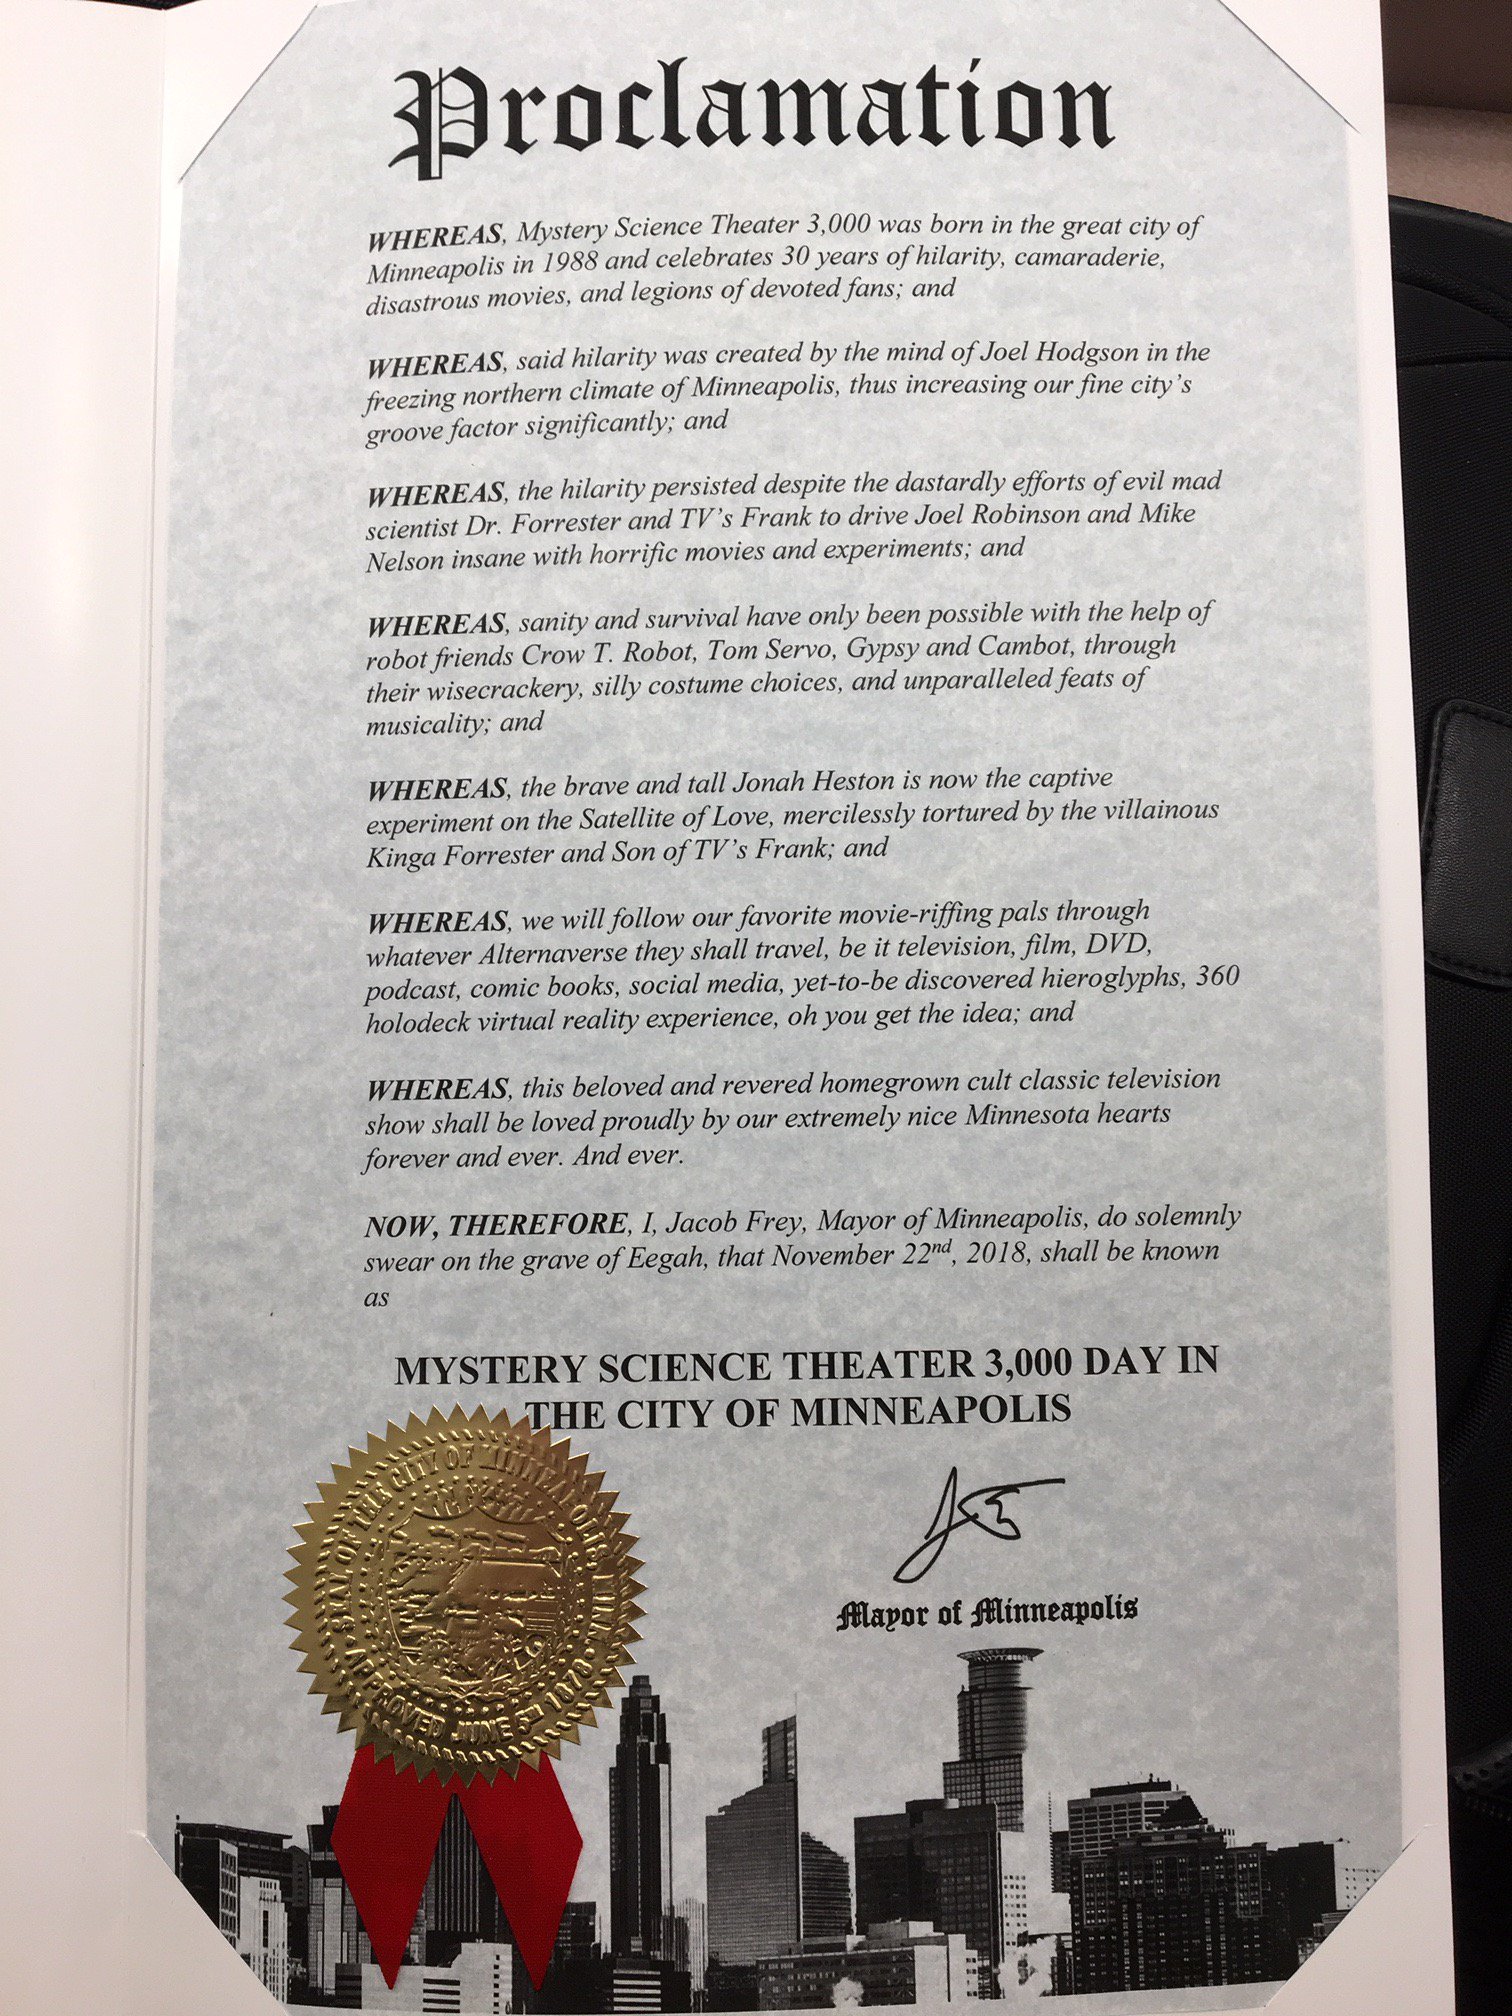 Proclamation
WHEREAS, Mystery Science Theater 3,000 was born in the great city of
Minneapolis in 1988 and celebrates 30 years of hilarity, camaraderie,
disastrous movies, and legions of devoted fans; and
WHEREAS, said hilarity was created by the mind of Joel Hodgson in the
freezing northern climate of Minneapolis, thus increasing our fine city's
groove factor significantly; and
WHEREAS, the hilarity persisted despite the dastardly efforts of evil mad
scientist Dr. Forrester and TV's Frank to drive Joel Robinson and Mike
Nelson insane with horrific movies and experiments; and
WHEREAS, sanity and survival have only been possible with the help of
robot friends Crow T. Robot, Tom Servo, Gypsy and Cambot, through
their wisecrackery, silly costume choices, and unparalleled feats of
musicality; and
WHEREAS, the brave and tall Jonah Heston is now the captive
experiment on the Satellite of Love, mercilessly tortured by the villainous
Kinga Forrester and Son of TV's Frank; and
WHEREAS, we will follow our favorite movie-riffing pals through
whatever Alternaverse they shall travel, be it television, film, DVD,
podcast, comic books, social media, yet-to-be discovered hieroglyphs, 360
holodeck virtual reality experience, oh you get the idea; and
WHEREAS, this beloved and revered homegrown cult classic television
show shall be loved proudly by our extremely nice Minnesota hearts
forever and ever. And ever.
NOW, THEREFORE, I, Jacob Frey, Mayor of Minneapolis, do solemnly
swear on the grave of Eegah, that November 22nd, 2018, shall be known
as
MYSTERY SCIENCE THEATER 3,000 DAY IN
THE CITY OF MINNEAPOLIS
SEAL OF THE CITY OF MINNEAPOLIS, MINN.
APPROVED JUNE 5TH 1878
Mayor of Minneapolis